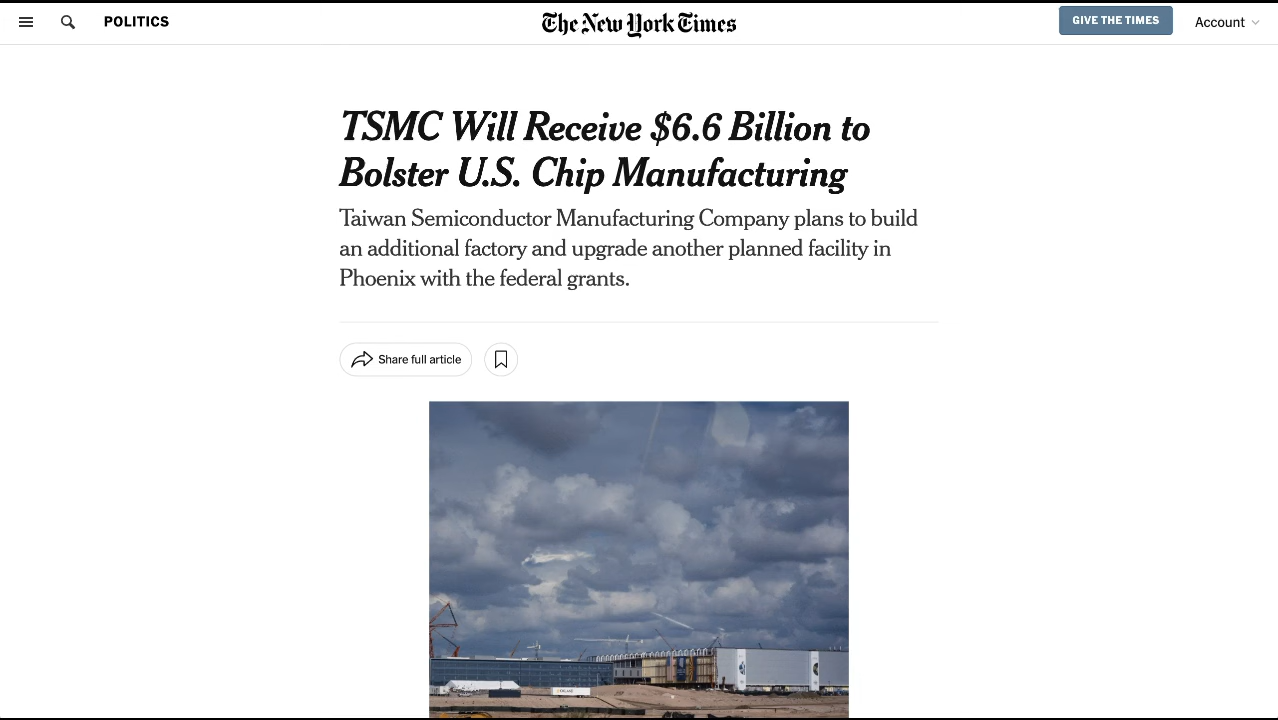 POLITICS
The New York Times
GIVE THE TIMES
Account
TSMC Will Receive $6.6 Billion to
Bolster U.S. Chip Manufacturing
Taiwan Semiconductor Manufacturing Company plans to build
an additional factory and upgrade another planned facility in
Phoenix with the federal grants.
Share full article